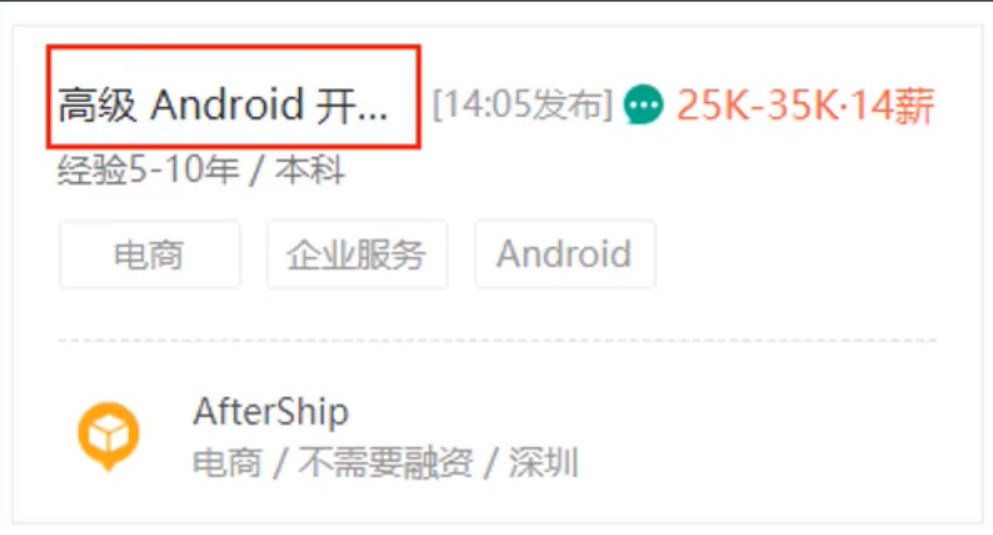 高级 Android 开... [14:05发布] 25K-35K·14薪
经验5-10年 / 本科
电商 企业服务 Android
AfterShip
电商 / 不需要融资 / 深圳